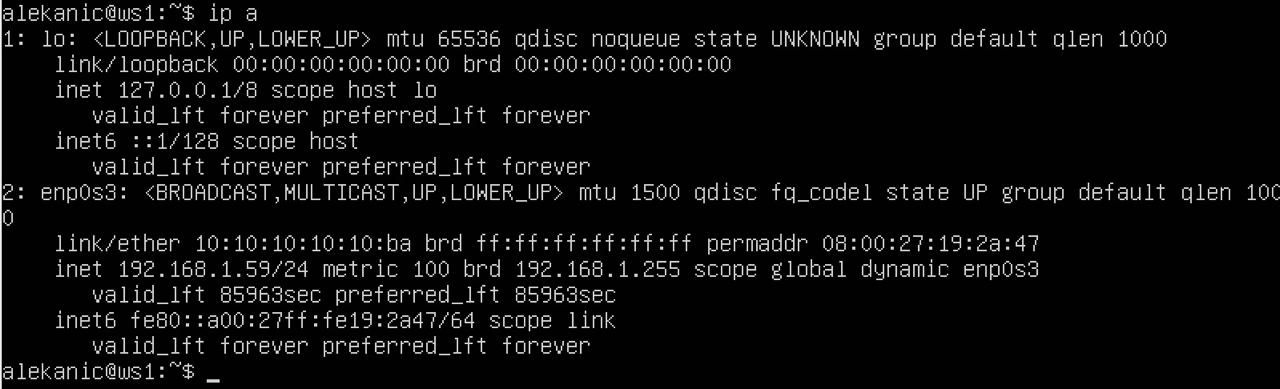 alekanic@ws1:~$ ip a
1: lo: <LOOPBACK,UP,LOWER_UP> mtu 65536 qdisc noqueue state UNKNOWN group default qlen 1000
    link/loopback 00:00:00:00:00:00 brd 00:00:00:00:00:00
    inet 127.0.0.1/8 scope host lo
       valid_lft forever preferred_lft forever
    inet6 ::1/128 scope host
       valid_lft forever preferred_lft forever
2: enp0s3: <BROADCAST,MULTICAST,UP,LOWER_UP> mtu 1500 qdisc fq_codel state UP group default qlen 100
0
    link/ether 10:10:10:10:10:ba brd ff:ff:ff:ff:ff:ff permaddr 08:00:27:19:2a:47
    inet 192.168.1.59/24 metric 100 brd 192.168.1.255 scope global dynamic enp0s3
       valid_lft 85963sec preferred_lft 85963sec
    inet6 fe80::a00:27ff:fe19:2a47/64 scope link
       valid_lft forever preferred_lft forever
alekanic@ws1:~$ _